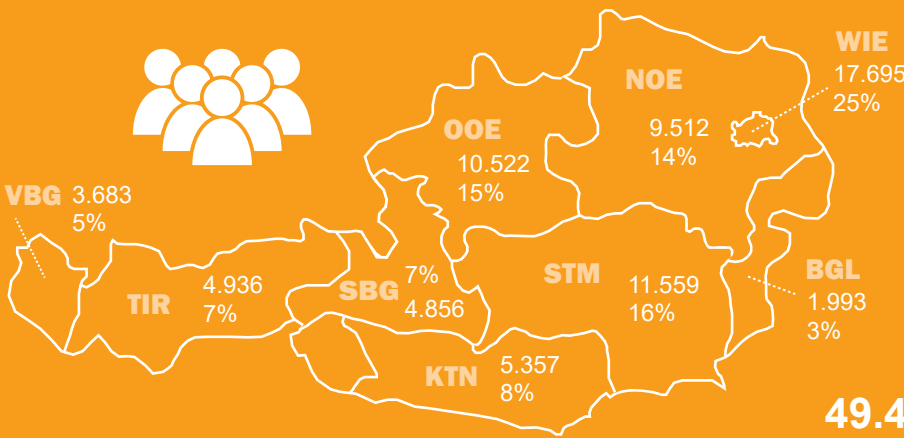 WIE
17.695
25%
NOE
9.512
14%
OOE
10.522
15%
VBG 3.683
5%
TIR 4.936
7%
SBG 7%
4.856
STM 11.559
16%
BGL
1.993
3%
KTN 5.357
8%
49.4